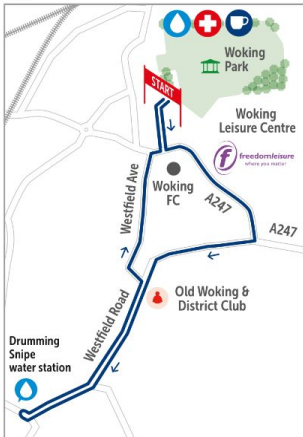 Woking
Park
START
Woking
Leisure Centre
f freedomleisure
where you matter
Westfield Ave
Woking
FC
A247
A247
Old Woking &
District Club
Westfield Road
Drumming
Snipe
water station